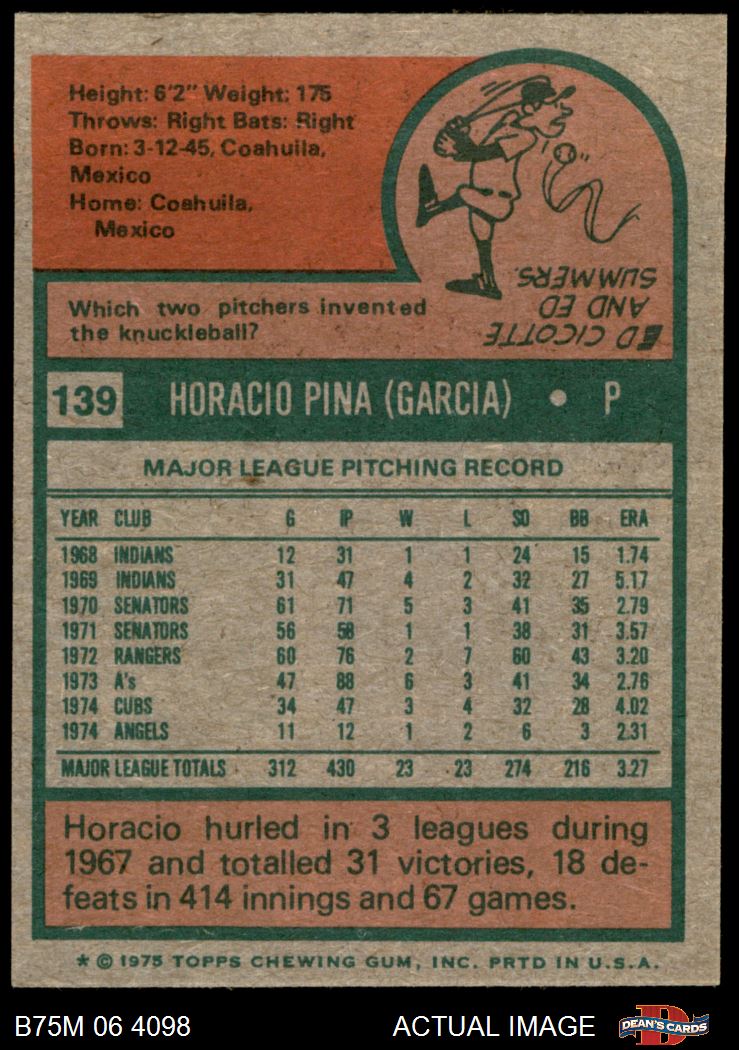 Height: 6'2" Weight: 175
Throws: Right Bats: Right
Born: 3-12-45, Coahuila,
Mexico
Home: Coahuila,
Mexico
Which two pitchers invented
the knuckleball?
ED CICOTTE
AND ED
SUMMERS.
139 HORACIO PINA (GARCIA) • P
MAJOR LEAGUE PITCHING RECORD
YEAR CLUB G IP W L SO BB ERA
1968 INDIANS 12 31 1 1 24 15 1.74
1969 INDIANS 31 47 4 2 32 27 5.17
1970 SENATORS 61 71 5 3 41 35 2.79
1971 SENATORS 56 58 1 1 38 31 3.57
1972 RANGERS 60 76 2 7 60 43 3.20
1973 A's 47 88 6 3 41 34 2.76
1974 CUBS 34 47 3 4 32 28 4.02
1974 ANGELS 11 12 1 2 6 3 2.31
MAJOR LEAGUE TOTALS 312 430 23 23 274 216 3.27
Horacio hurled in 3 leagues during
1967 and totalled 31 victories, 18 de-
feats in 414 innings and 67 games.
* © 1975 TOPPS CHEWING GUM, INC. PRTD IN U.S.A.
B75M 06 4098 ACTUAL IMAGE D DEAN'S CARDS